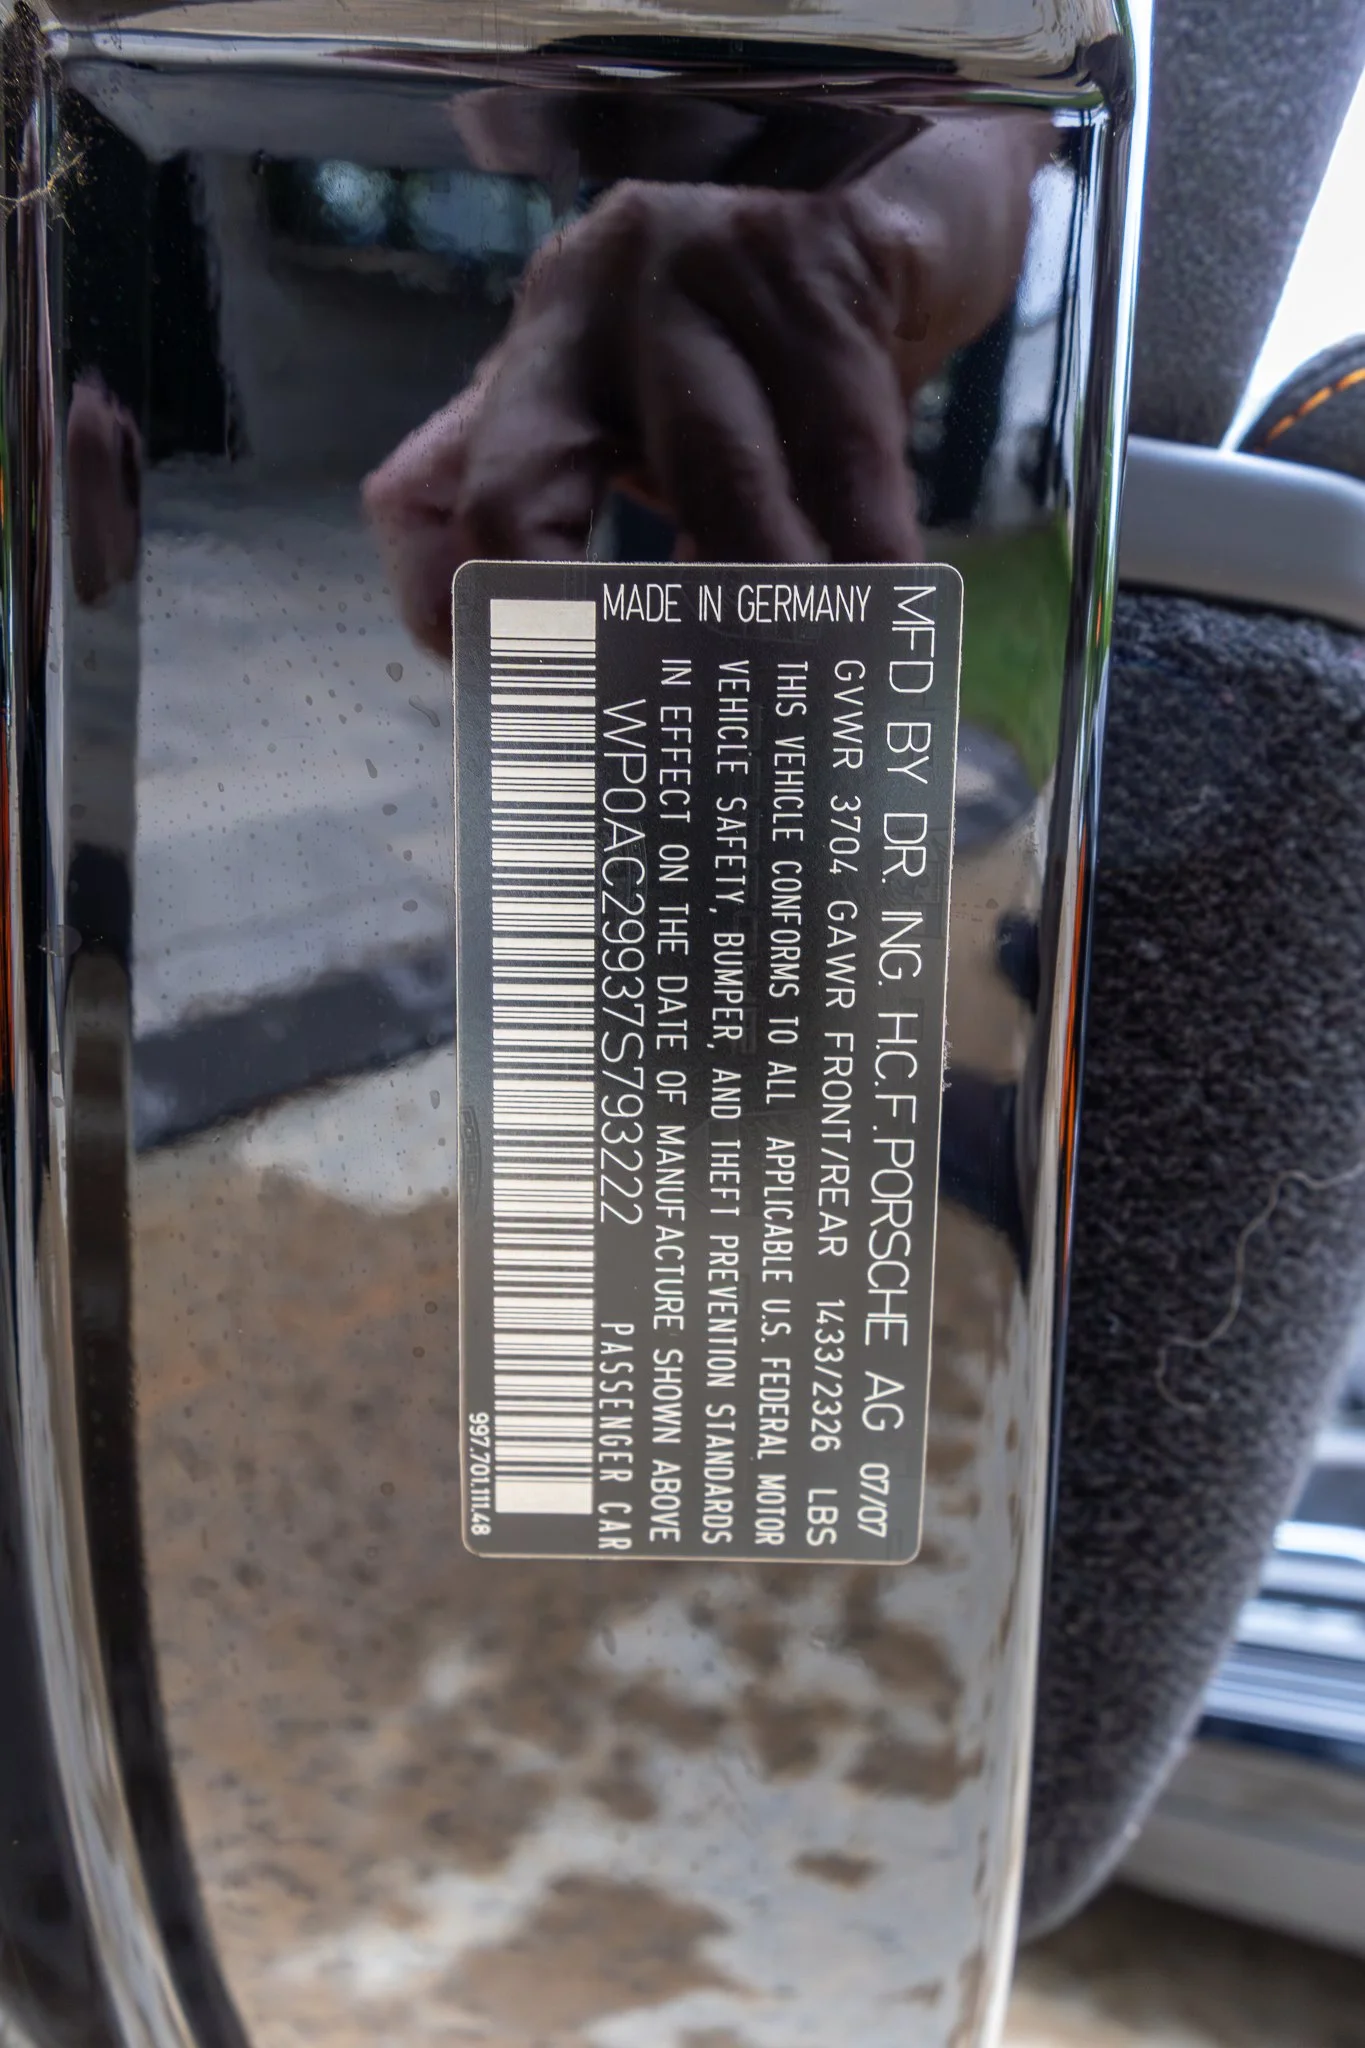 MFD BY DR. ING. H.C.F.PORSCHE AG 07/07
GVWR 3704 GAWR FRONT/REAR 1433/2326 LBS
THIS VEHICLE CONFORMS TO ALL APPLICABLE U.S. FEDERAL MOTOR
VEHICLE SAFETY, BUMPER, AND THEFT PREVENTION STANDARDS
IN EFFECT ON THE DATE OF MANUFACTURE SHOWN ABOVE
MADE IN GERMANY
WP0AC29937S793222 PASSENGER CAR
997.701.111.48